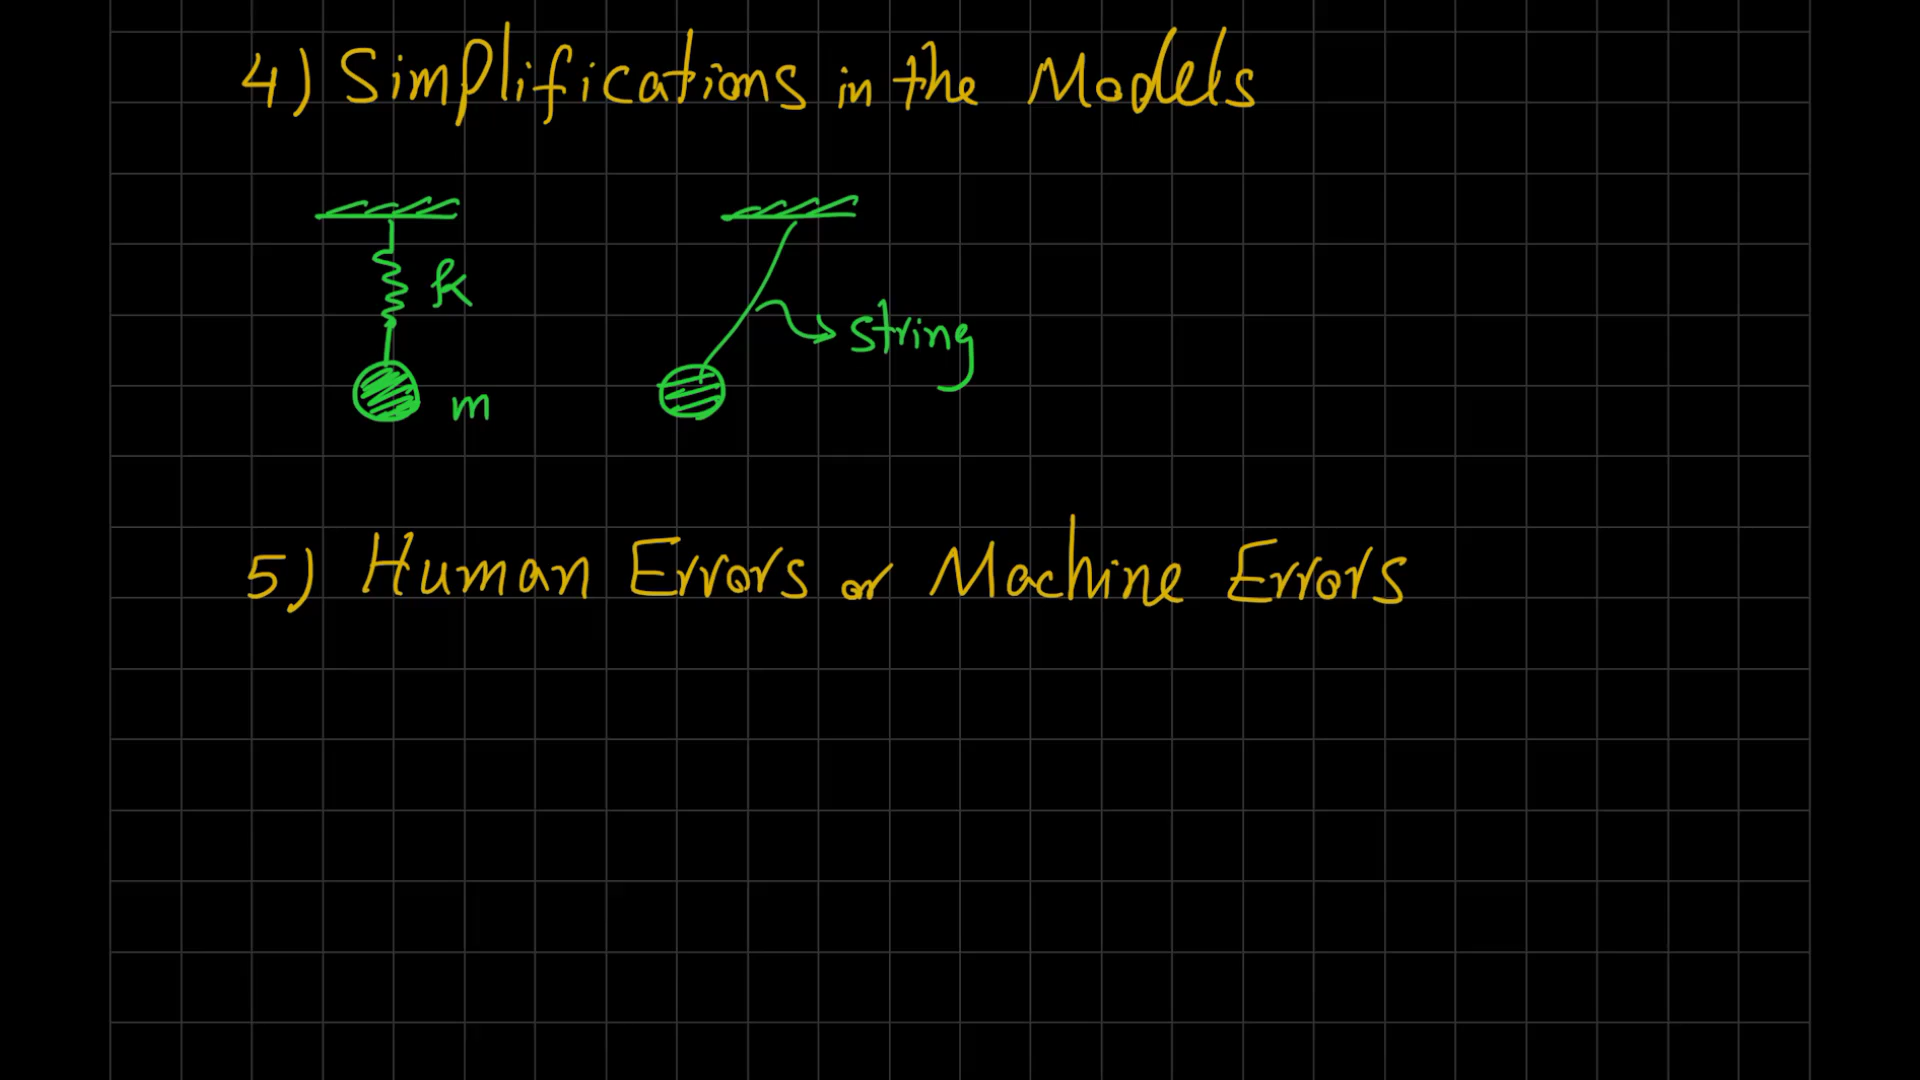 4) Simplifications in the Models
k
string
m
5) Human Errors or Machine Errors